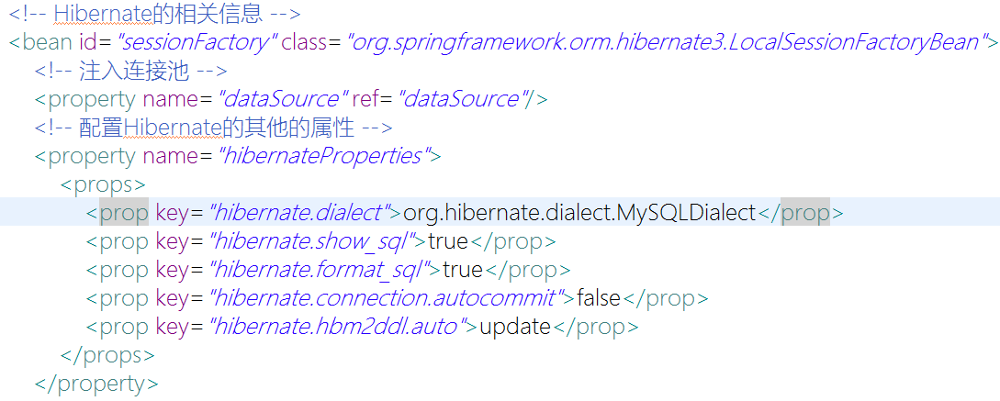 <!-- Hibernate的相关信息 -->
<bean id="sessionFactory" class="org.springframework.orm.hibernate3.LocalSessionFactoryBean">
<!-- 注入连接池 -->
<property name="dataSource" ref="dataSource"/>
<!-- 配置Hibernate的其他的属性 -->
<property name="hibernateProperties">
<props>
<prop key="hibernate.dialect">org.hibernate.dialect.MySQLDialect</prop>
<prop key="hibernate.show_sql">true</prop>
<prop key="hibernate.format_sql">true</prop>
<prop key="hibernate.connection.autocommit">false</prop>
<prop key="hibernate.hbm2ddl.auto">update</prop>
</props>
</property>